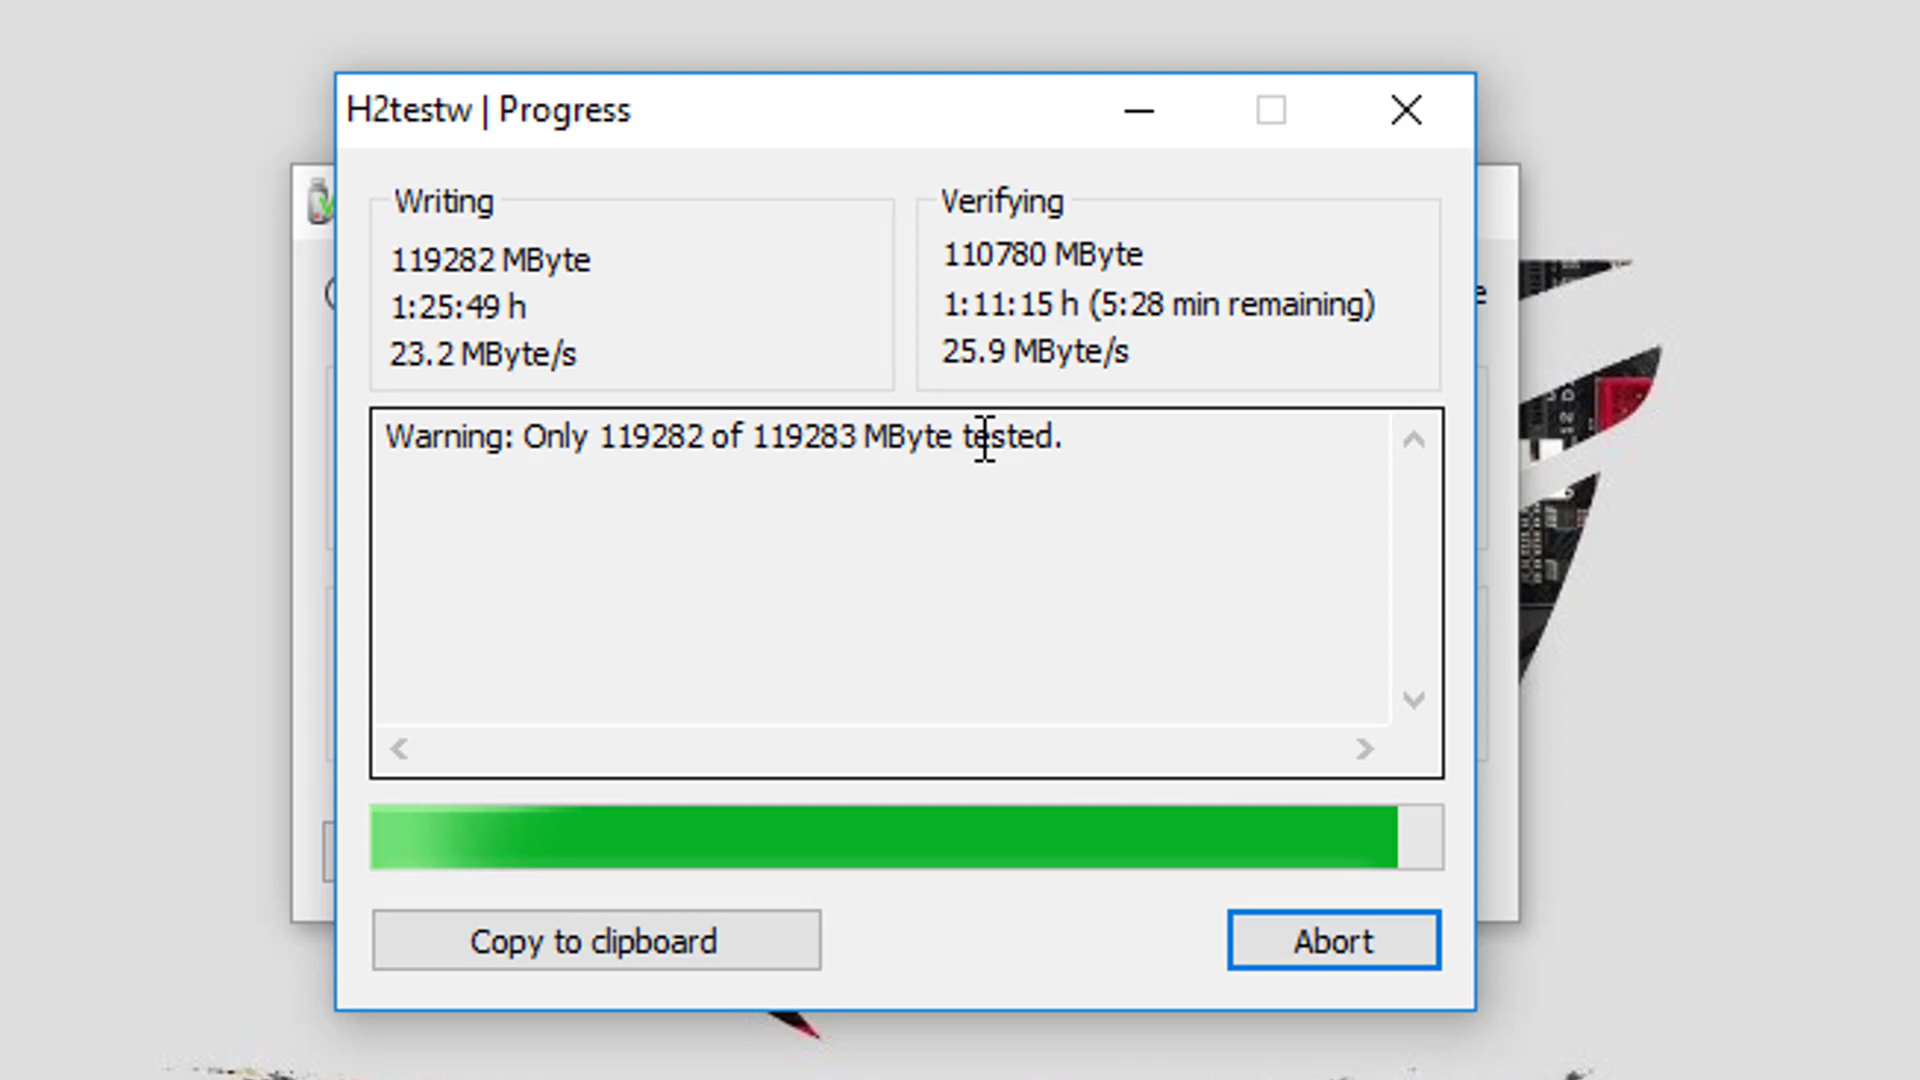 H2testw | Progress
Writing
119282 MByte
1:25:49 h
23.2 MByte/s
Verifying
110780 MByte
1:11:15 h (5:28 min remaining)
25.9 MByte/s
Warning: Only 119282 of 119283 MByte tested.
Copy to clipboard
Abort